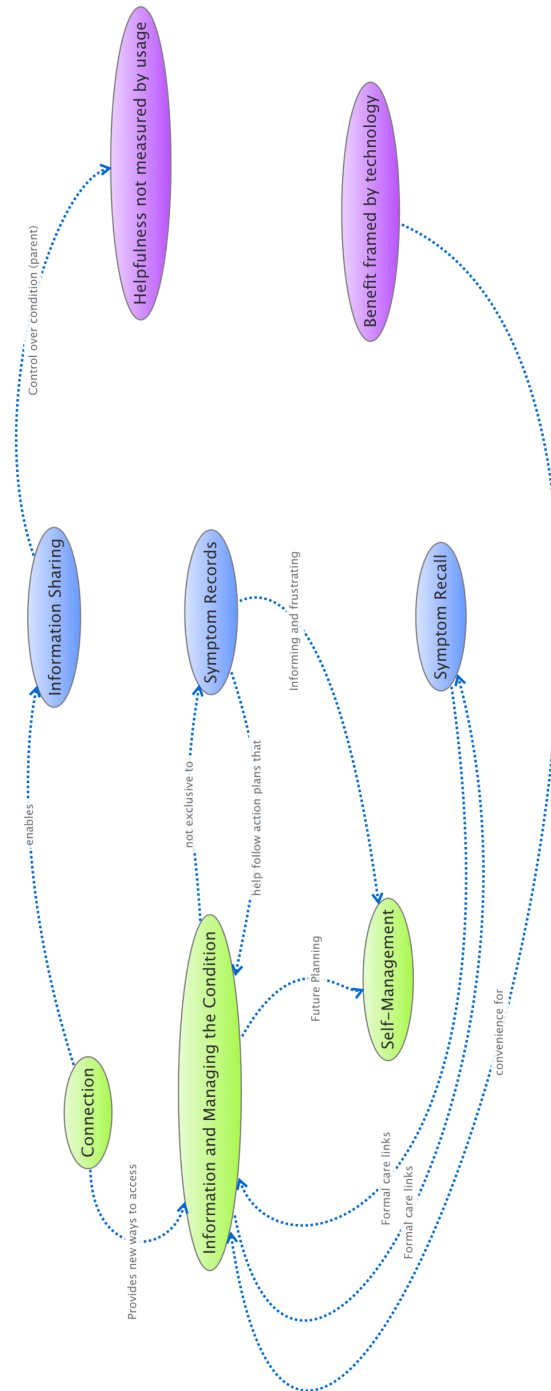 Connection
Information and Managing the Condition
Self-Management
Information Sharing
Symptom Records
Symptom Recall
Helpfulness not measured by usage
Benefit framed by technology
Provides new ways to access
enables
Control over condition (parent)
not exclusive to
help follow action plans that
Informing and frustrating
Future Planning
Formal care links
Formal care links
convenience for